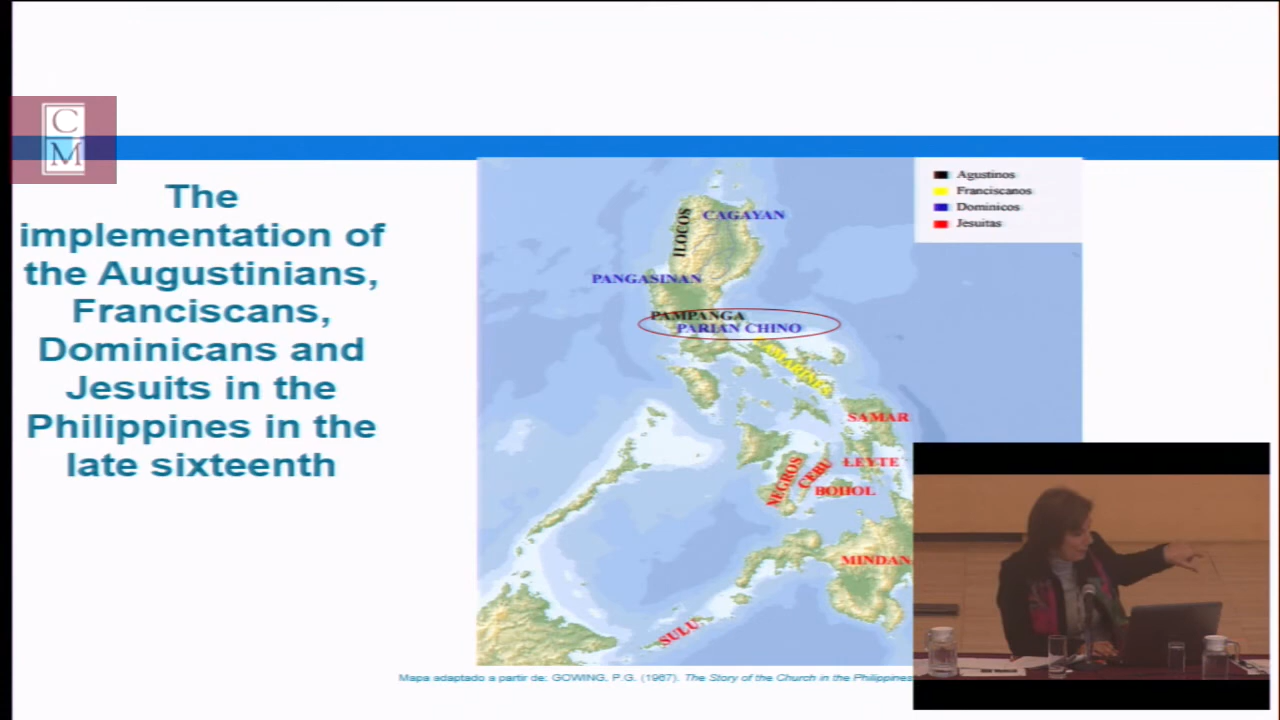 C
M
The
implementation of
the Augustinians,
Franciscans,
Dominicans and
Jesuits in the
Philippines in the
late sixteenth
Agustinos
Franciscanos
Dominicos
Jesuitas
CAGAYAN
ILOCOS
PANGASINAN
PAMPANGA
PARIAN CHINO
SAMAR
LEYTE
NEGROS
CEBU
BOHOL
MINDAN
SULU
Mapa adaptado a partir de: GOWING, P.G. (1967). The Story of the Church in the Philippines